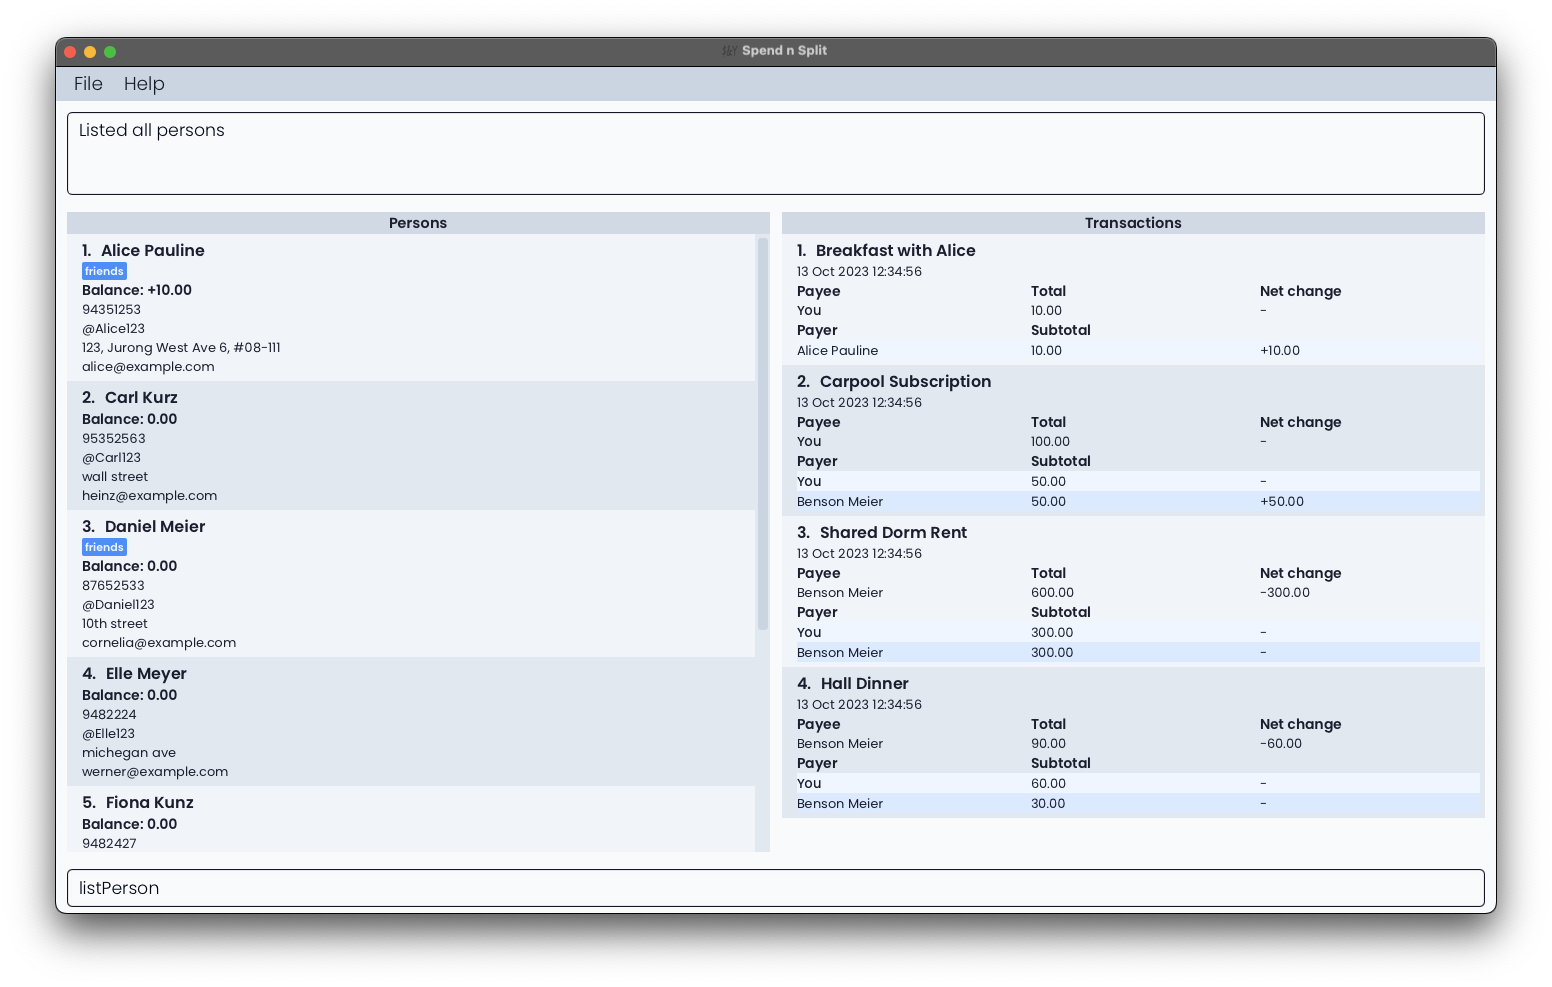 Spend n Split
File Help
Listed all persons
Persons
1. Alice Pauline
friends
Balance: +10.00
94351253
@Alice123
123, Jurong West Ave 6, #08-111
alice@example.com
2. Carl Kurz
Balance: 0.00
95352563
@Carl123
wall street
heinz@example.com
3. Daniel Meier
friends
Balance: 0.00
87652533
@Daniel123
10th street
cornelia@example.com
4. Elle Meyer
Balance: 0.00
9482224
@Elle123
michegan ave
werner@example.com
5. Fiona Kunz
Balance: 0.00
9482427
Transactions
1. Breakfast with Alice
13 Oct 2023 12:34:56
Payee Total Net change
You 10.00 -
Payer Subtotal
Alice Pauline 10.00 +10.00
2. Carpool Subscription
13 Oct 2023 12:34:56
Payee Total Net change
You 100.00 -
Payer Subtotal
You 50.00 -
Benson Meier 50.00 +50.00
3. Shared Dorm Rent
13 Oct 2023 12:34:56
Payee Total Net change
Benson Meier 600.00 -300.00
Payer Subtotal
You 300.00 -
Benson Meier 300.00 -
4. Hall Dinner
13 Oct 2023 12:34:56
Payee Total Net change
Benson Meier 90.00 -60.00
Payer Subtotal
You 60.00 -
Benson Meier 30.00 -
listPerson